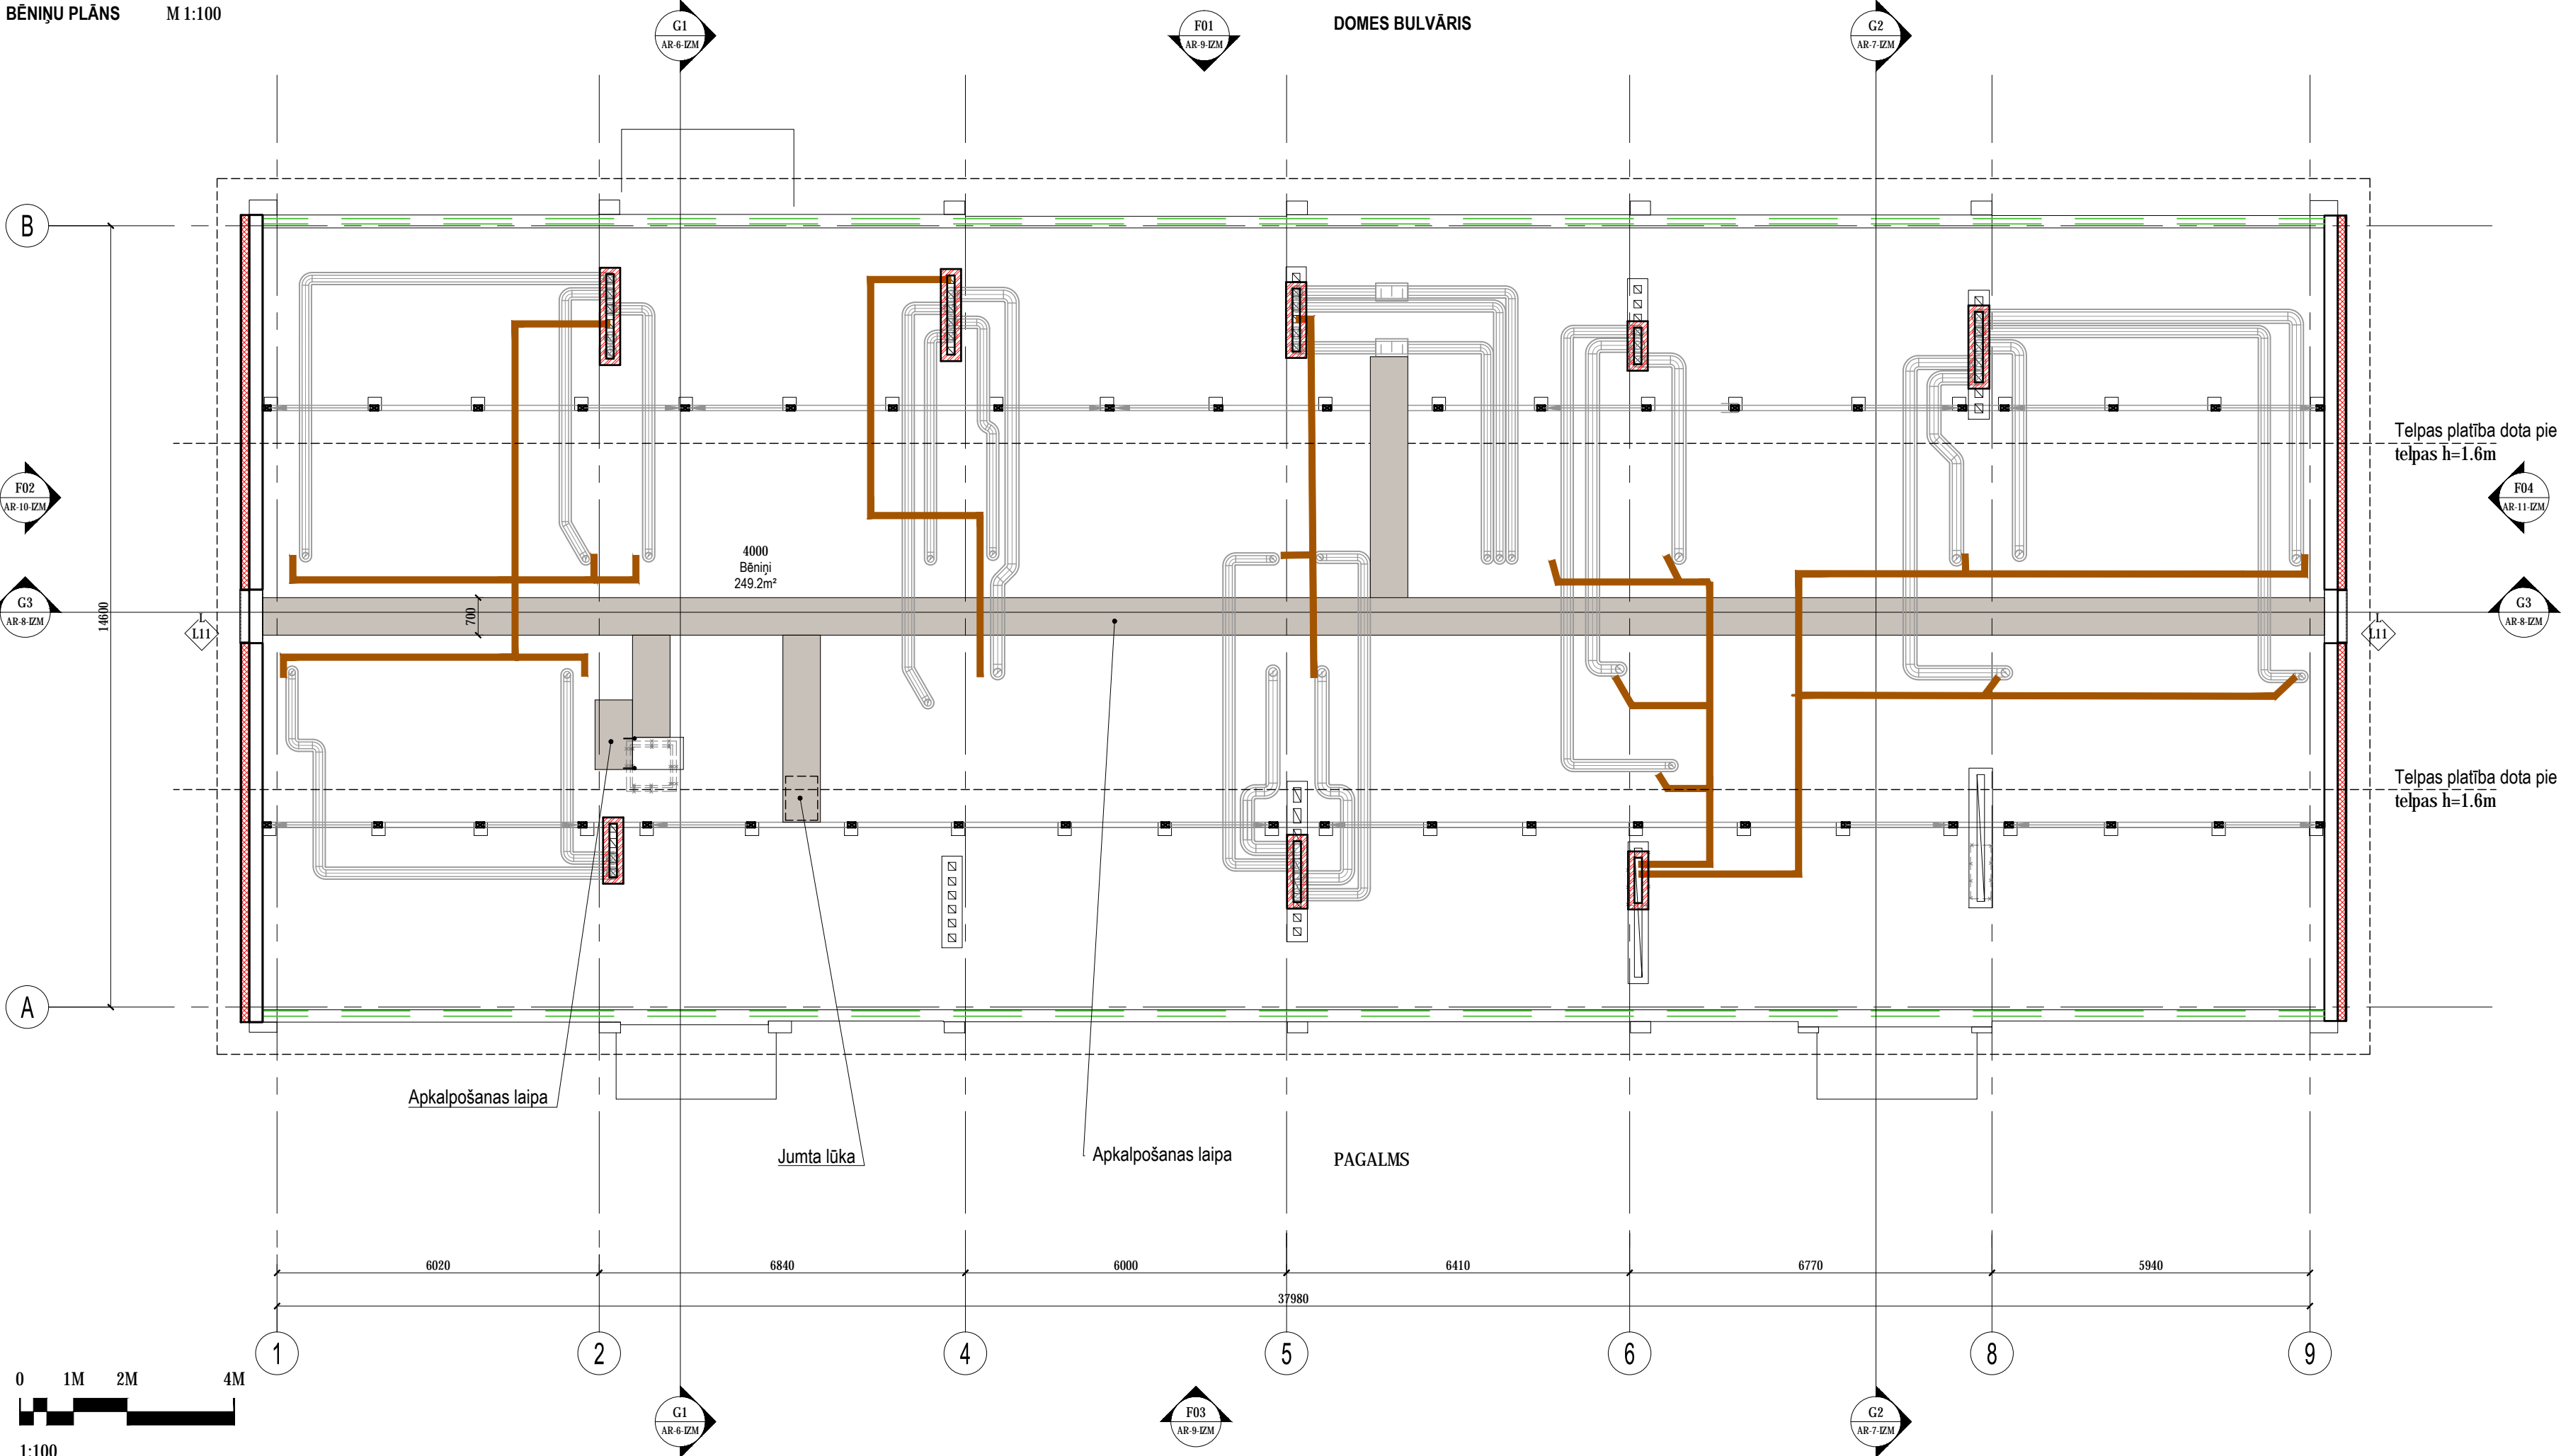 BĒNIŅU PLĀNS M 1:100
G1
AR-6-IZM
F01
AR-9-IZM
DOMES BULVĀRIS
G2
AR-7-IZM
B
Telpas platība dota pie
telpas h=1.6m
F02
AR-10-IZM
F04
AR-11-IZM
4000
Bēniņi
249.2m²
G3
AR-8-IZM
14600
L
L11
700
L
L11
G3
AR-8-IZM
Telpas platība dota pie
telpas h=1.6m
A
Apkalpošanas laipa
Jumta lūka
Apkalpošanas laipa
PAGALMS
6020
6840
6000
6410
6770
5940
37980
1
2
4
5
6
8
9
0 1M 2M 4M
1:100
G1
AR-6-IZM
F03
AR-9-IZM
G2
AR-7-IZM